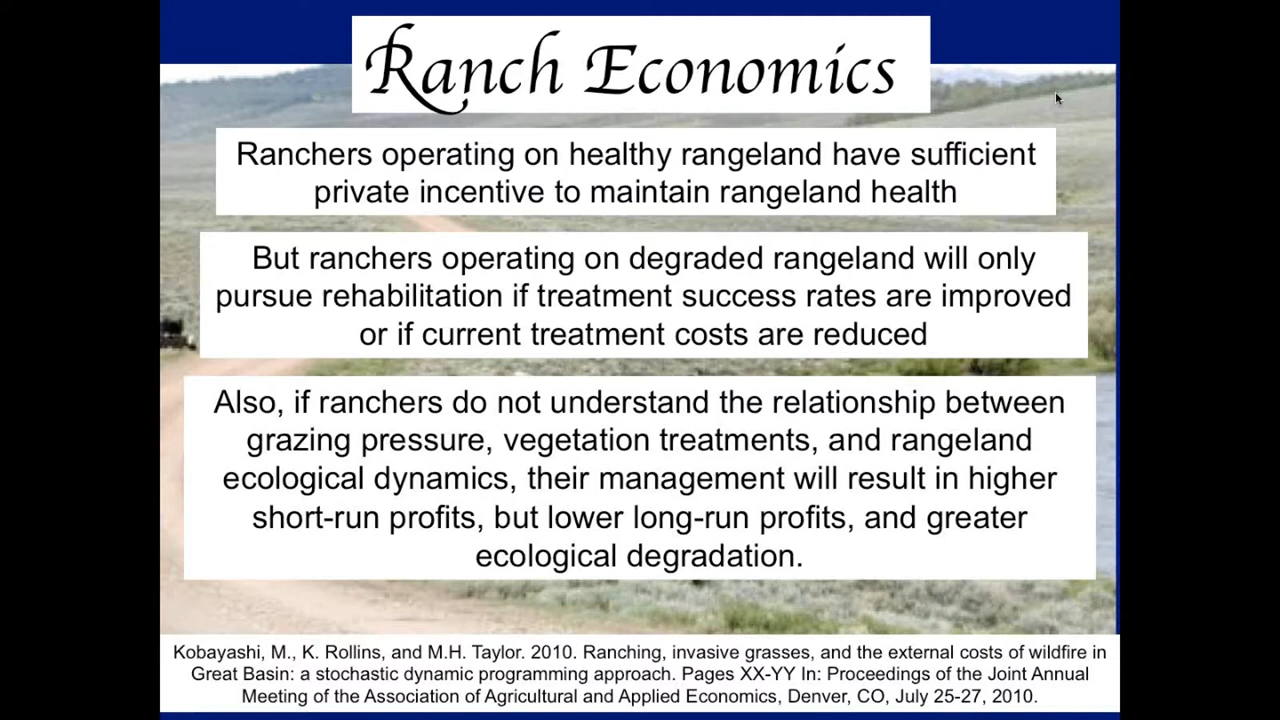 Ranch Economics
Ranchers operating on healthy rangeland have sufficient
private incentive to maintain rangeland health
But ranchers operating on degraded rangeland will only
pursue rehabilitation if treatment success rates are improved
or if current treatment costs are reduced
Also, if ranchers do not understand the relationship between
grazing pressure, vegetation treatments, and rangeland
ecological dynamics, their management will result in higher
short-run profits, but lower long-run profits, and greater
ecological degradation.
Kobayashi, M., K. Rollins, and M.H. Taylor. 2010. Ranching, invasive grasses, and the external costs of wildfire in
Great Basin: a stochastic dynamic programming approach. Pages XX-YY In: Proceedings of the Joint Annual
Meeting of the Association of Agricultural and Applied Economics, Denver, CO, July 25-27, 2010.